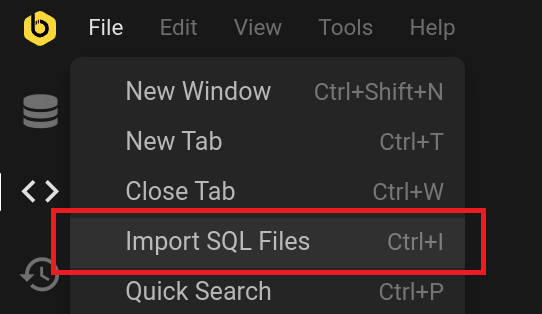 File Edit View Tools Help
New Window Ctrl+Shift+N
New Tab Ctrl+T
Close Tab Ctrl+W
Import SQL Files Ctrl+I
Quick Search Ctrl+P